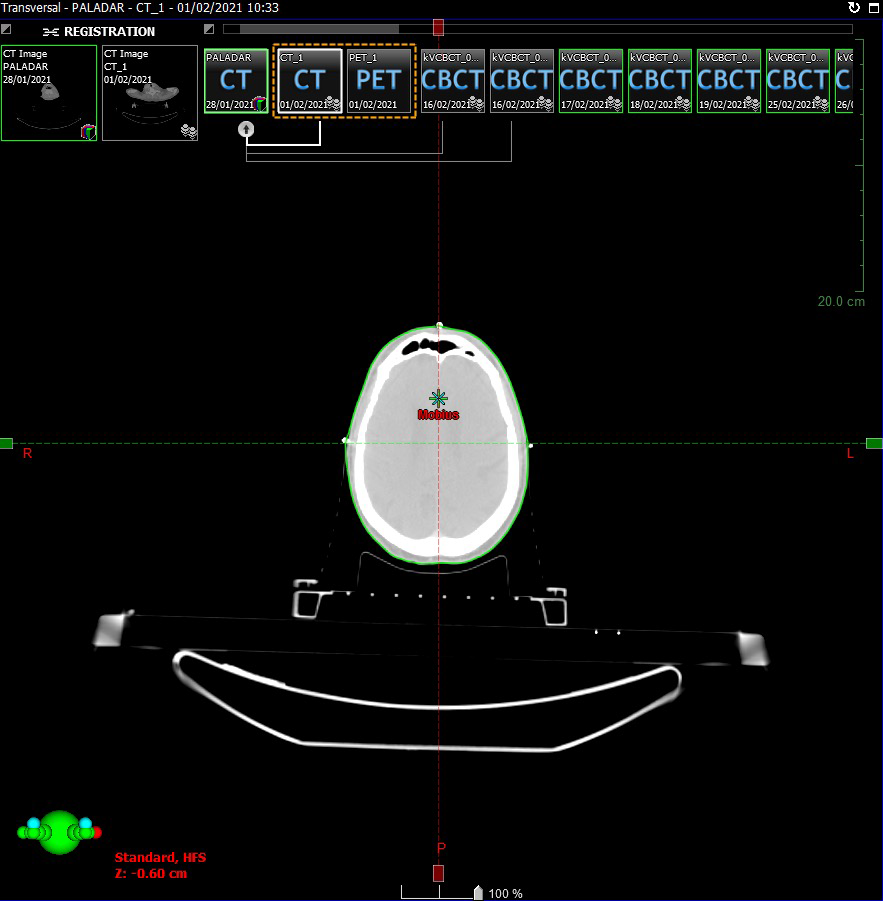 Transversal - PALADAR - CT_1 - 01/02/2021 10:33
REGISTRATION
CT Image
PALADAR
28/01/2021
CT Image
CT_1
01/02/2021
PALADAR
CT
28/01/2021
CT_1
CT
01/02/2021
PET_1
PET
01/02/2021
kVCBCT_0...
CBCT
16/02/2021
kVCBCT_0...
CBCT
16/02/2021
kVCBCT_0...
CBCT
17/02/2021
kVCBCT_0...
CBCT
18/02/2021
kVCBCT_0...
CBCT
19/02/2021
kVCBCT_0...
CBCT
25/02/2021
kVC
CB
26/0
20.0 cm
Mobius
R
L
P
Standard, HFS
Z: -0.60 cm
100 %